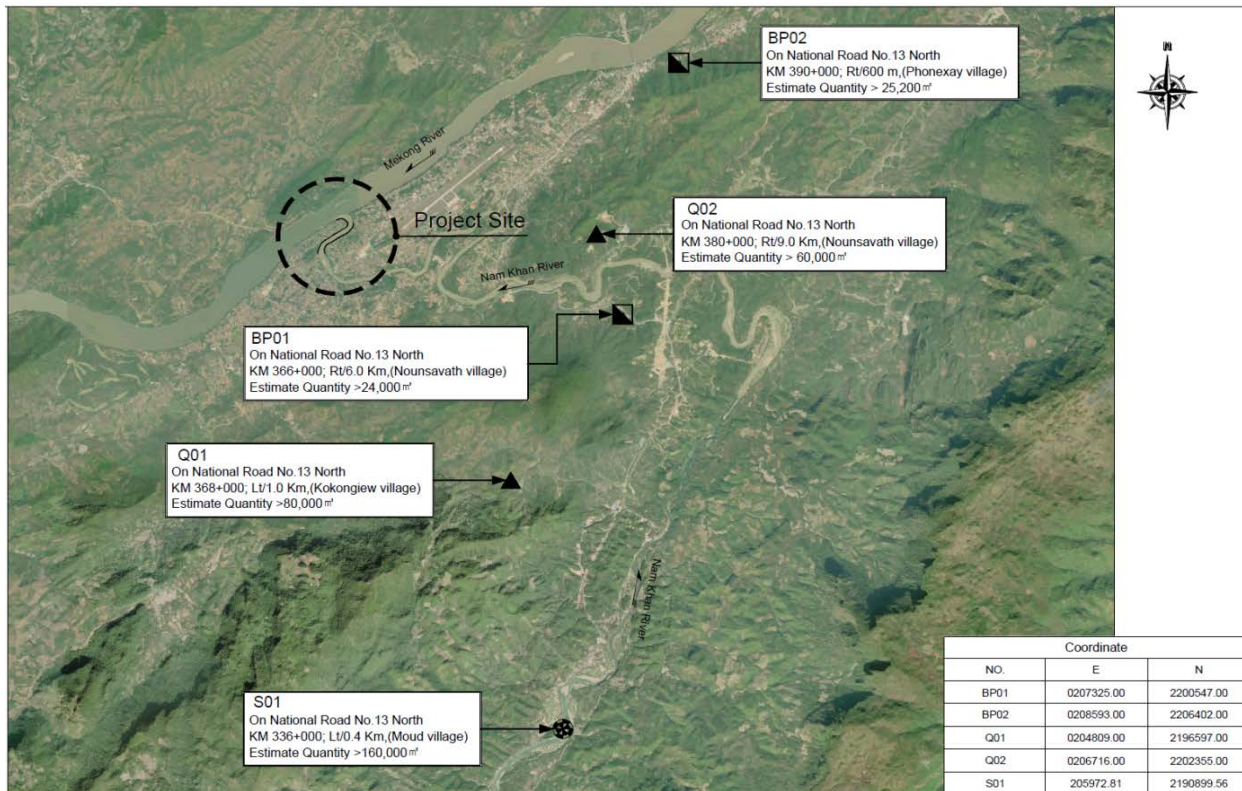 BP02
On National Road No.13 North
KM 390+000; Rt/600 m,(Phonexay village)
Estimate Quantity > 25,200㎥
N
Mekong River
Project Site
Q02
On National Road No.13 North
KM 380+000; Rt/9.0 Km,(Nounsavath village)
Estimate Quantity > 60,000㎥
Nam Khan River
BP01
On National Road No.13 North
KM 366+000; Rt/6.0 Km,(Nounsavath village)
Estimate Quantity >24,000㎥
Q01
On National Road No.13 North
KM 368+000; Lt/1.0 Km,(Kokongiew village)
Estimate Quantity >80,000㎥
Nam Khan River
S01
On National Road No.13 North
KM 336+000; Lt/0.4 Km,(Moud village)
Estimate Quantity >160,000㎥
Coordinate
NO. E N
BP01 0207325.00 2200547.00
BP02 0208593.00 2206402.00
Q01 0204809.00 2196597.00
Q02 0206716.00 2202355.00
S01 205972.81 2190899.56